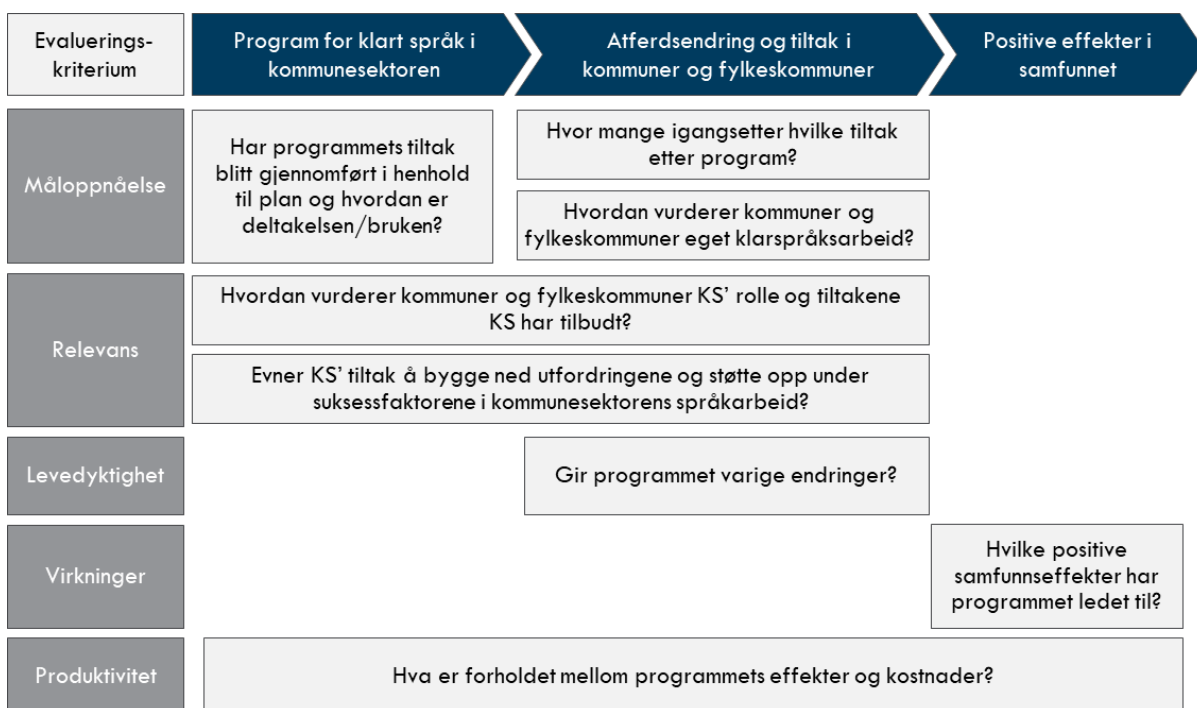 Evaluerings-
kriterium
Program for klart språk i
kommunesektoren
Atferdsendring og tiltak i
kommuner og fylkeskommuner
Positive effekter i
samfunnet
Måloppnåelse
Har programmets tiltak
blitt gjennomført i henhold
til plan og hvordan er
deltakelsen/bruken?
Hvor mange igangsetter hvilke tiltak
etter program?
Hvordan vurderer kommuner og
fylkeskommuner eget klarspråksarbeid?
Relevans
Hvordan vurderer kommuner og fylkeskommuner KS’ rolle og tiltakene
KS har tilbudt?
Evner KS’ tiltak å bygge ned utfordringene og støtte opp under
suksessfaktorene i kommunesektorens språkarbeid?
Levedyktighet
Gir programmet varige endringer?
Virkninger
Hvilke positive
samfunnseffekter har
programmet ledet til?
Produktivitet
Hva er forholdet mellom programmets effekter og kostnader?